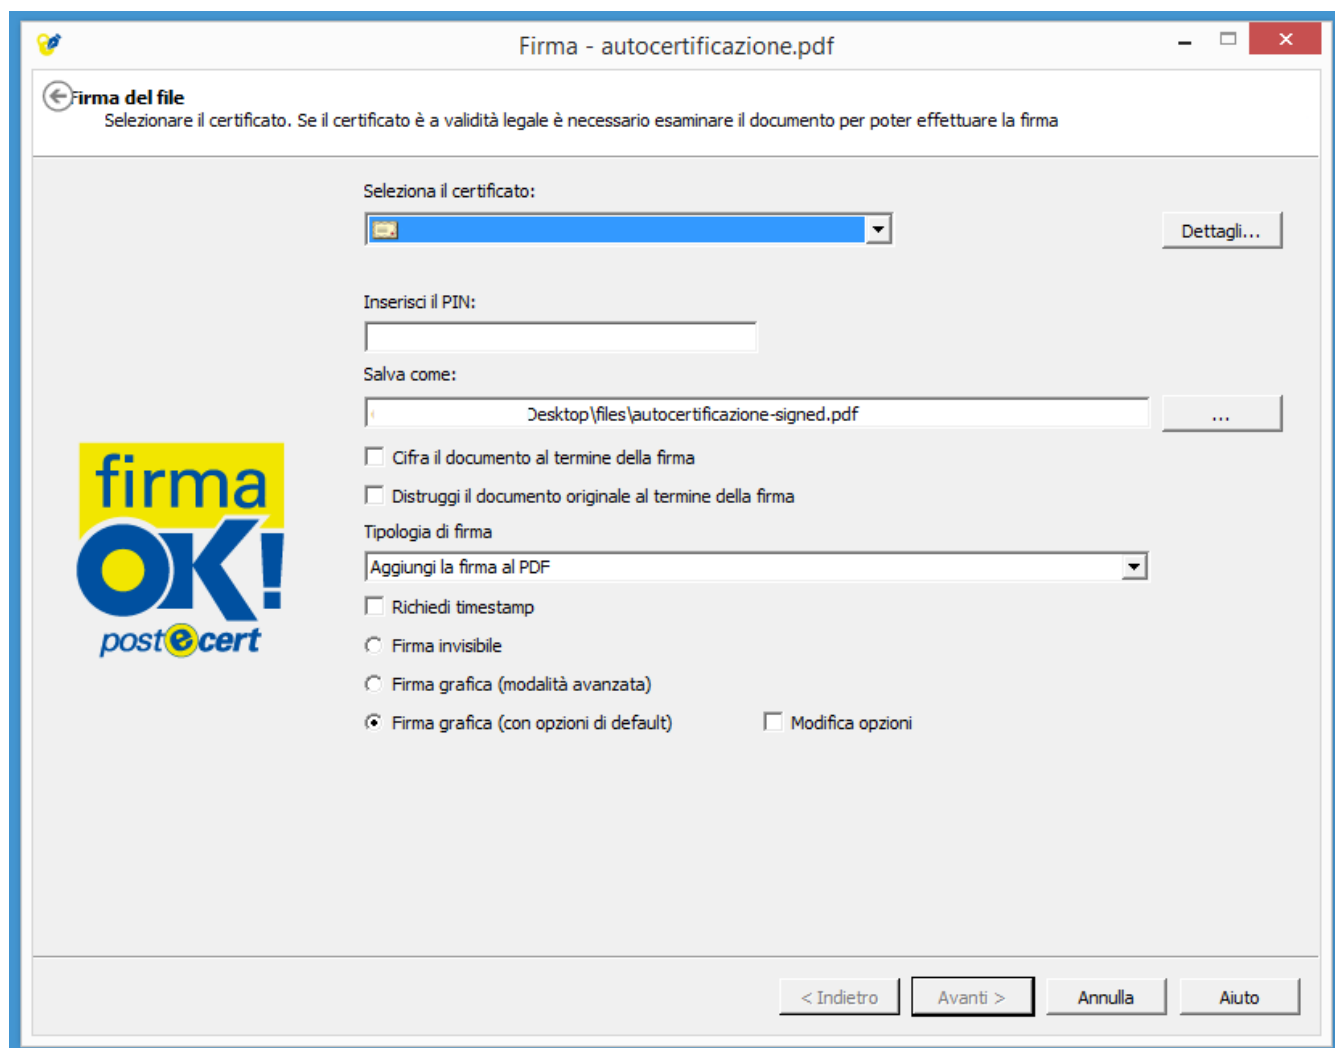 Firma - autocertificazione.pdf
Firma del file
Selezionare il certificato. Se il certificato è a validità legale è necessario esaminare il documento per poter effettuare la firma
Seleziona il certificato:
Dettagli...
Inserisci il PIN:
Salva come:
Desktop\files\autocertificazione-signed.pdf
...
Cifra il documento al termine della firma
Distruggi il documento originale al termine della firma
Tipologia di firma
Aggiungi la firma al PDF
Richiedi timestamp
Firma invisibile
Firma grafica (modalità avanzata)
Firma grafica (con opzioni di default) Modifica opzioni
firma
OK!
postecert
< Indietro Avanti > Annulla Aiuto